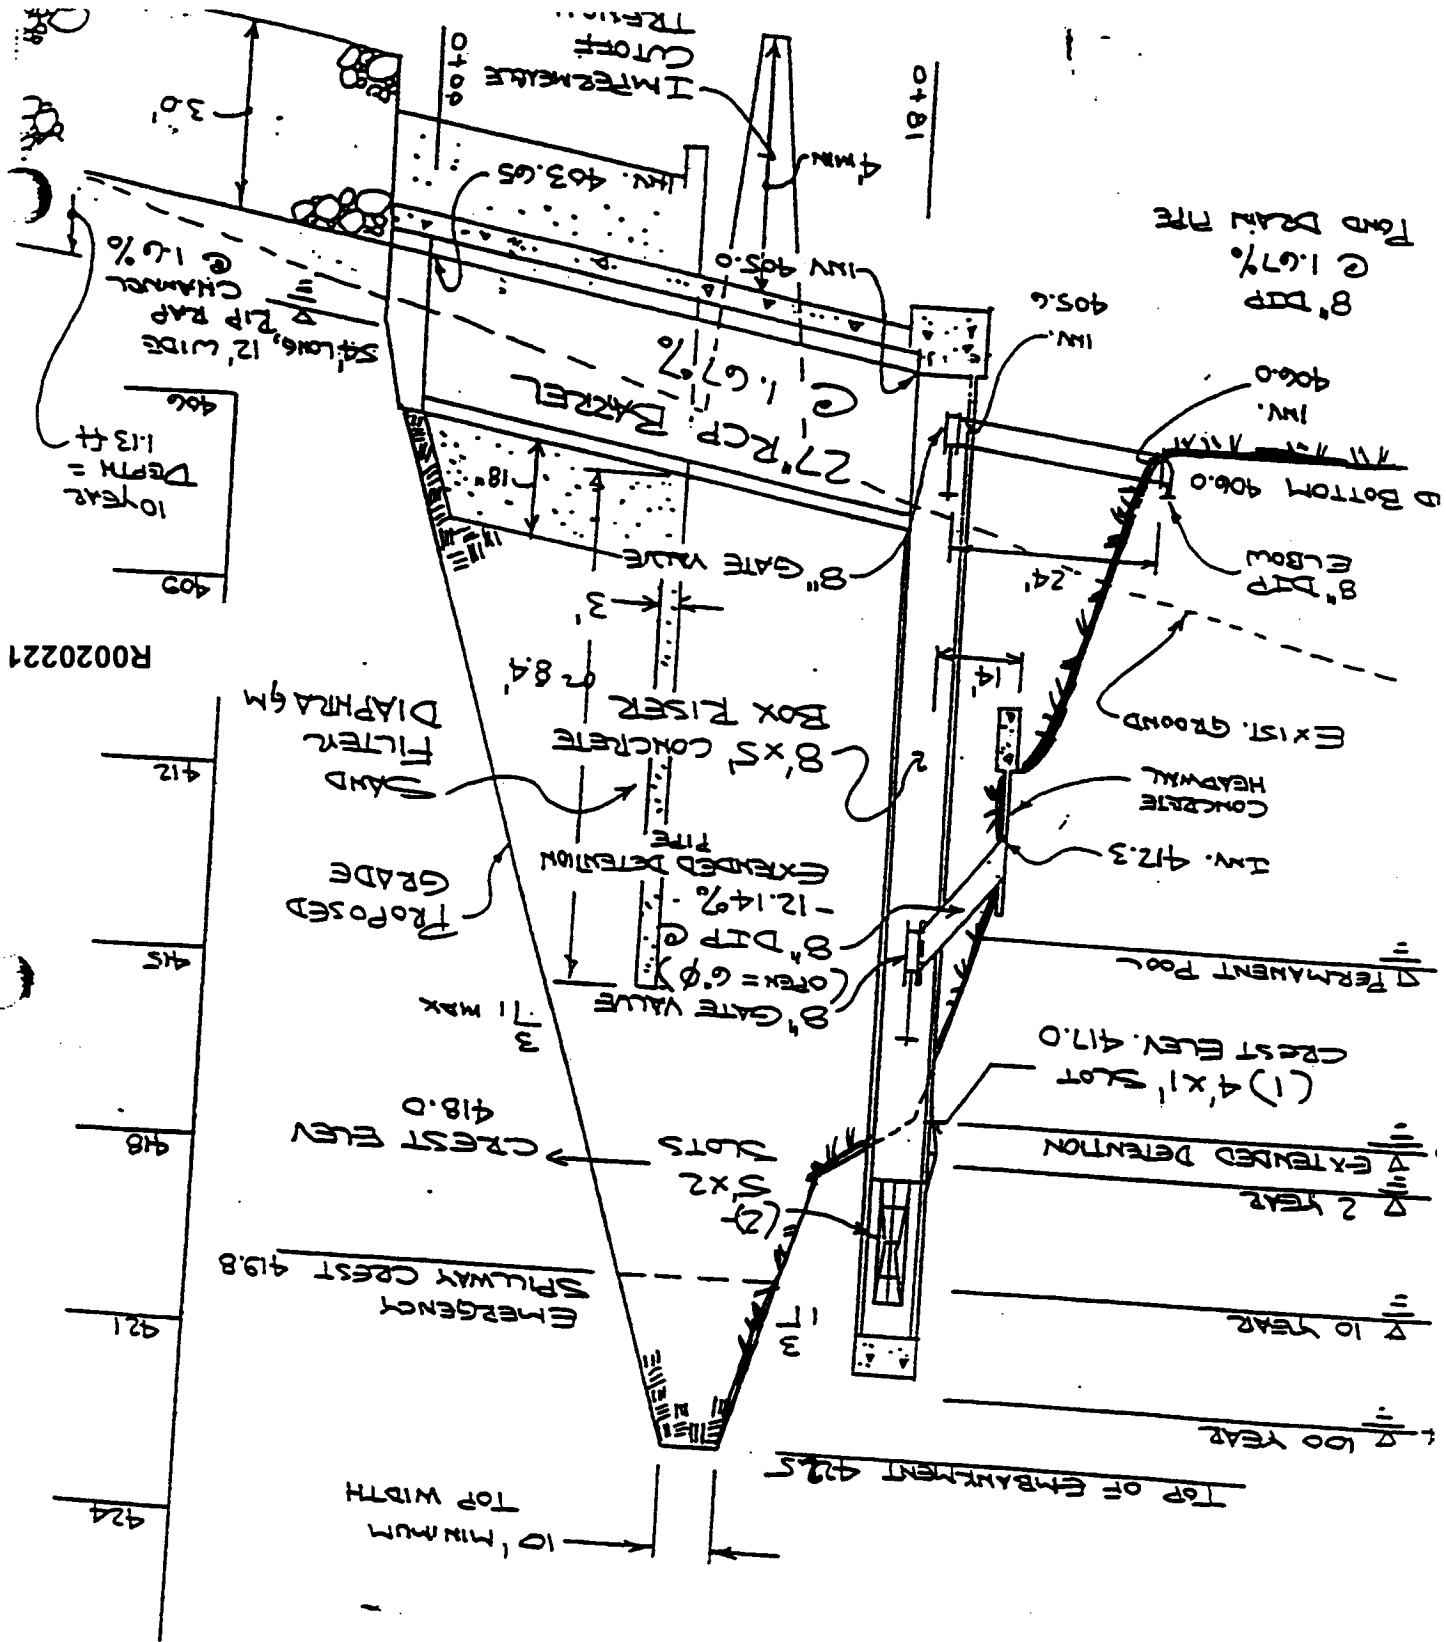 10' MINIMUM
TOP WIDTH
TOP OF EMBANKMENT 422.5
100 YEAR
10 YEAR
2 YEAR
EXTENDED DETENTION
PERMANENT POOL
424
421
418
415
412
409
406
3
1
EMERGENCY
SPILLWAY CREST 419.8
(2)
5'x2
SLOTS
CREST ELEV
418.0
(1) 4'x1' SLOT
CREST ELEV. 417.0
3
1 MAX
8" GATE VALVE
(OPEN = 6"φ)
8" DIP @
-12.14%
EXTENDED DETENTION
PIPE
PROPOSED
GRADE
INV. 412.3
CONCRETE
HEADWALL
SAND
FILTER
DIAPHRAGM
8'x5' CONCRETE
BOX RISER
~8.4'
14'
EXIST. GROUND
R0020221
3'
8" GATE VALVE
24'
8" DIP
ELBOW
BOTTOM 406.0
INV.
406.0
18"
27" RCP BARREL
@ 1.67%
10 YEAR
DEPTH =
1.13 ft
54' LONG, 12' WIDE
RIP RAP
CHANNEL
@ 1.6%
INV.
405.6
8" DIP
@ 1.67%
POND DRAIN PIPE
INV 405.0
INV. 403.65
4' MIN
3.0'
0+81
0+04
IMPERMEABLE
CUTOFF
TRENCH